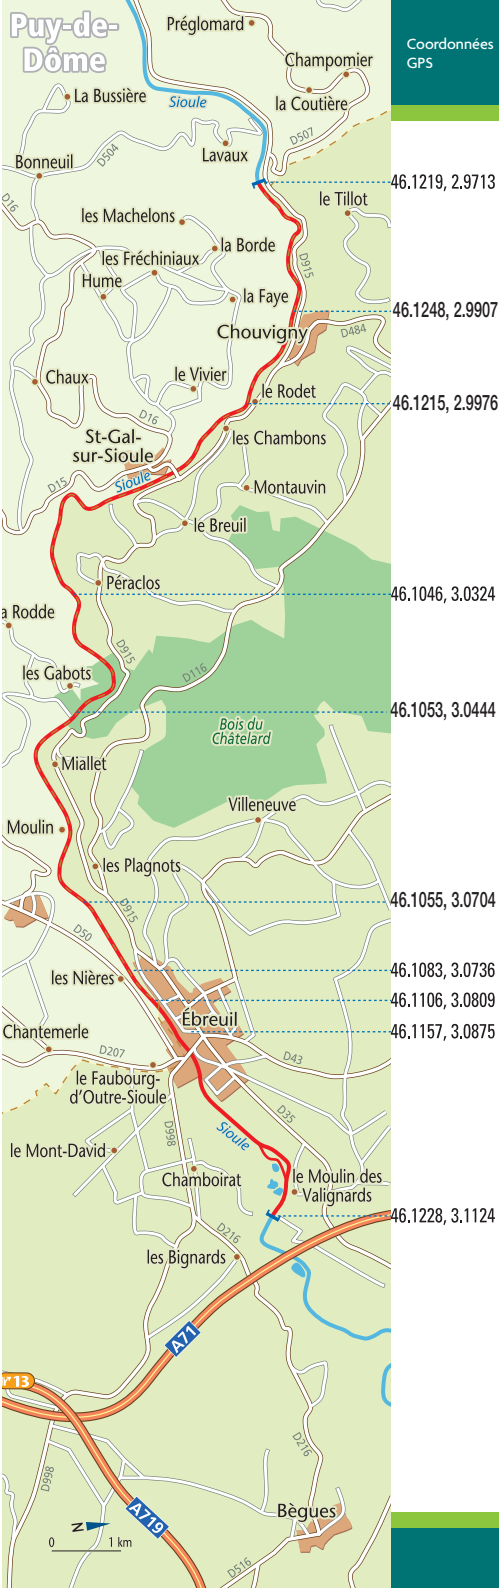 Puy-de-
Dôme
Préglomard
Coordonnées
GPS
Champomier
La Bussière
Sioule
la Coutière
D507
Lavaux
D504
Bonneuil
46.1219, 2.9713
D16
le Tillot
les Machelons
la Borde
les Fréchiniaux
D915
Hume
la Faye
46.1248, 2.9907
Chouvigny
D484
Chaux
le Vivier
le Rodet
46.1215, 2.9976
D16
St-Gal-
sur-Sioule
les Chambons
D15
Sioule
Montauvin
le Breuil
Péraclos
46.1046, 3.0324
a Rodde
D915
les Gabots
D116
46.1053, 3.0444
Bois du
Châtelard
Miallet
Villeneuve
Moulin
les Plagnots
46.1055, 3.0704
D915
D50
46.1083, 3.0736
les Nières
46.1106, 3.0809
Ébreuil
46.1157, 3.0875
Chantemerle
D207
D43
le Faubourg-
d'Outre-Sioule
D35
D998
Sioule
le Mont-David
Chamboirat
le Moulin des
Valignards
46.1228, 3.1124
D216
les Bignards
A71
13
D216
D998
Bègues
A719
N
0 1 km
D516